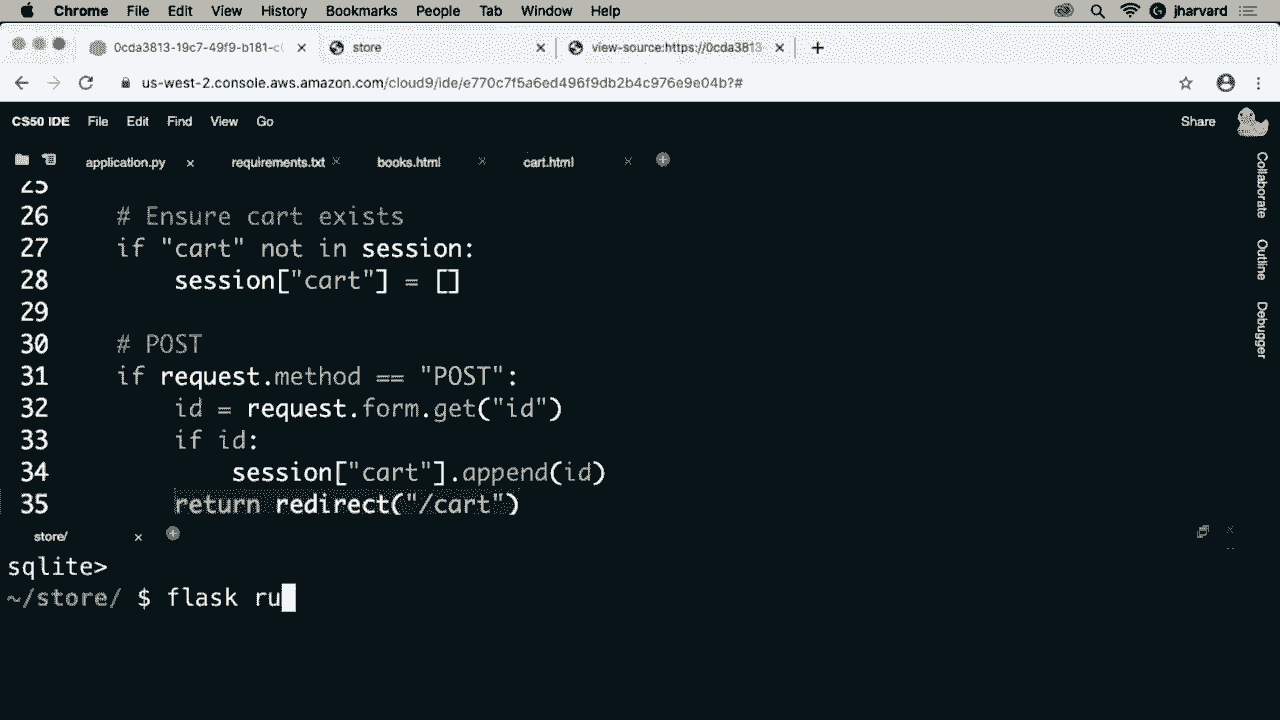 Chrome File Edit View History Bookmarks People Tab Window Help jharvard
0cda3813-19c7-49f9-b181-c store view-source:https://0cda3813
us-west-2.console.aws.amazon.com/cloud9/ide/e770c7f5a6ed496f9db2b4c976e9e04b?#
CS50 IDE File Edit Find View Go Share
application.py requirements.txt books.html cart.html
25
26 # Ensure cart exists
27 if "cart" not in session:
28 session["cart"] = []
29
30 # POST
31 if request.method == "POST":
32 id = request.form.get("id")
33 if id:
34 session["cart"].append(id)
35 return redirect("/cart")
Collaborate
Outline
Debugger
store/
sqlite>
~/store/ $ flask ru